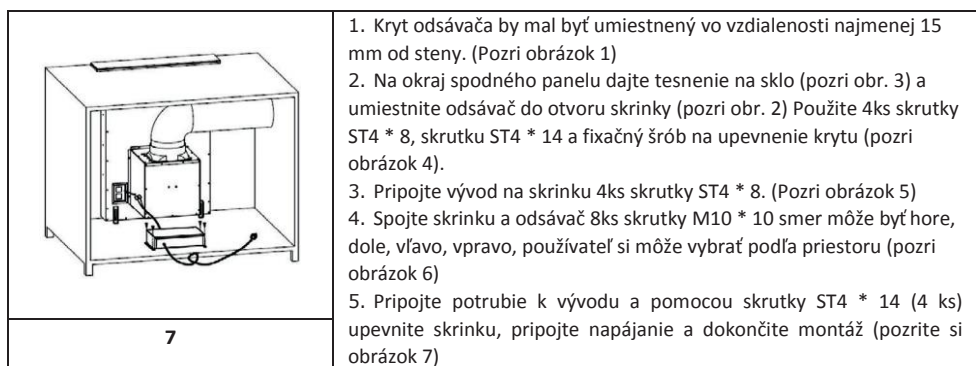 1. Kryt odsávača by mal byť umiestnený vo vzdialenosti najmenej 15
mm od steny. (Pozri obrázok 1)
2. Na okraj spodného panelu dajte tesnenie na sklo (pozri obr. 3) a
umiestnite odsávač do otvoru skrinky (pozri obr. 2) Použite 4ks skrutky
ST4 * 8, skrutku ST4 * 14 a fixačný šrób na upevnenie krytu (pozri
obrázok 4).
3. Pripojte vývod na skrinku 4ks skrutky ST4 * 8. (Pozri obrázok 5)
4. Spojte skrinku a odsávač 8ks skrutky M10 * 10 smer môže byť hore,
dole, vľavo, vpravo, používateľ si môže vybrať podľa priestoru (pozri
obrázok 6)
5. Pripojte potrubie k vývodu a pomocou skrutky ST4 * 14 (4 ks)
upevnite skrinku, pripojte napájanie a dokončite montáž (pozrite si
obrázok 7)
7